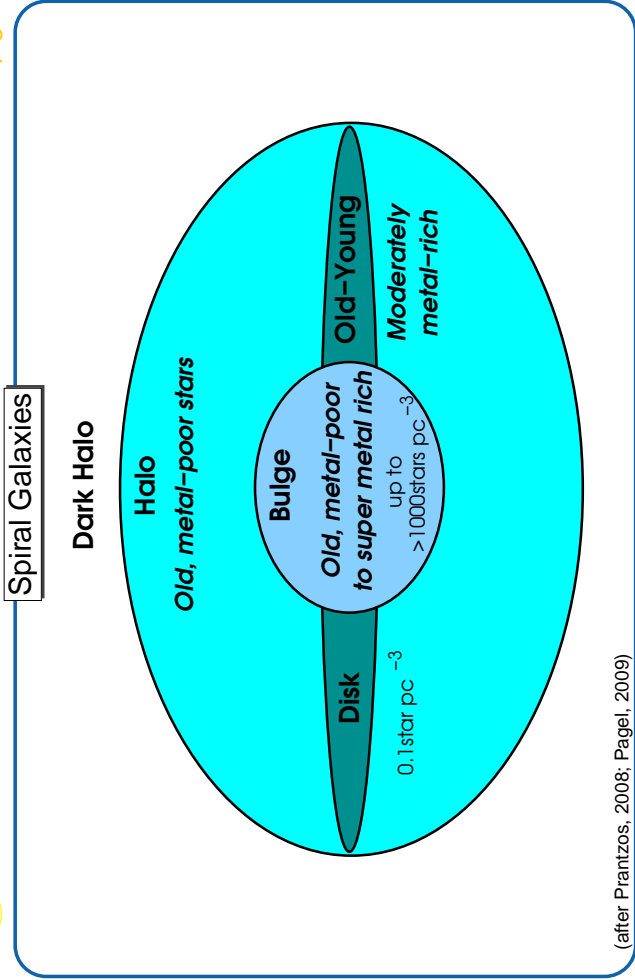 Spiral Galaxies
Dark Halo
Halo
Old, metal−poor stars
Bulge
Old, metal−poor
to super metal rich
up to
>1000stars pc⁻³
Disk
Old−Young
0.1star pc ⁻³
Moderately
metal−rich
(after Prantzos, 2008; Pagel, 2009)